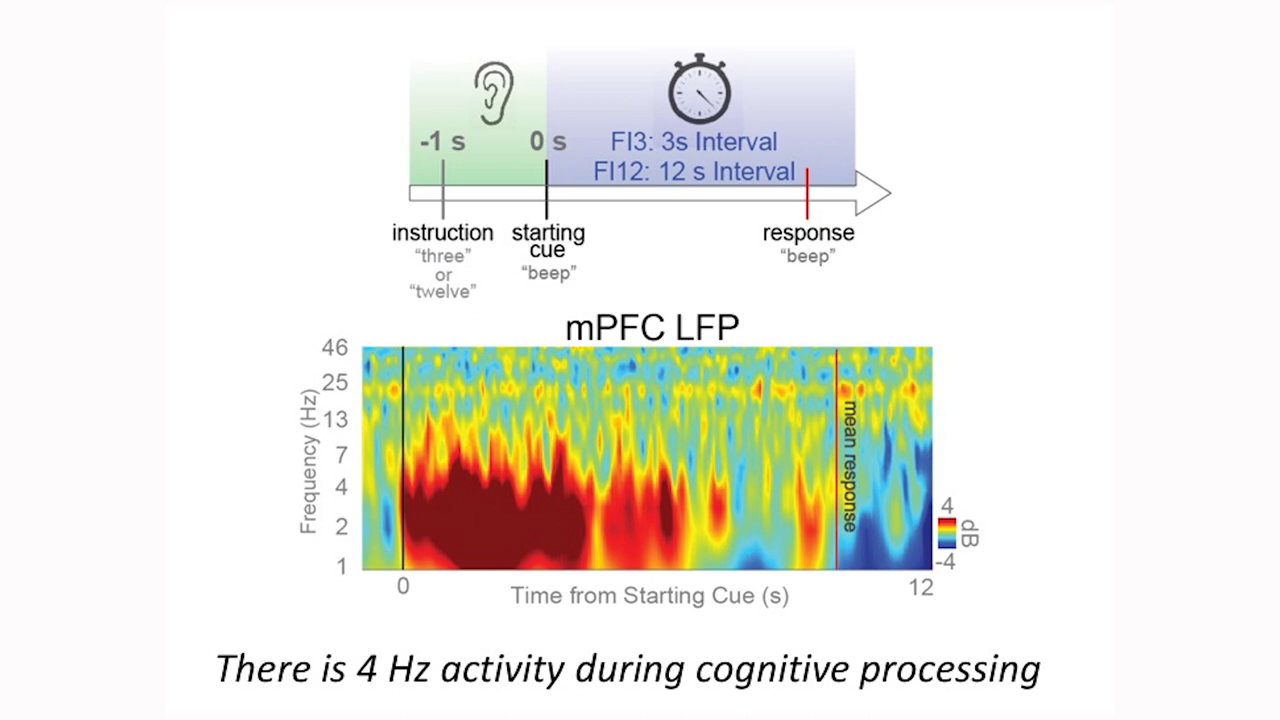 -1 s
0 s
FI3: 3s Interval
FI12: 12 s Interval
instruction
“three”
or
“twelve”
starting
cue
“beep”
response
“beep”
mPFC LFP
46
25
13
7
4
2
1
Frequency (Hz)
mean response
4
-4
dB
0
12
Time from Starting Cue (s)
There is 4 Hz activity during cognitive processing